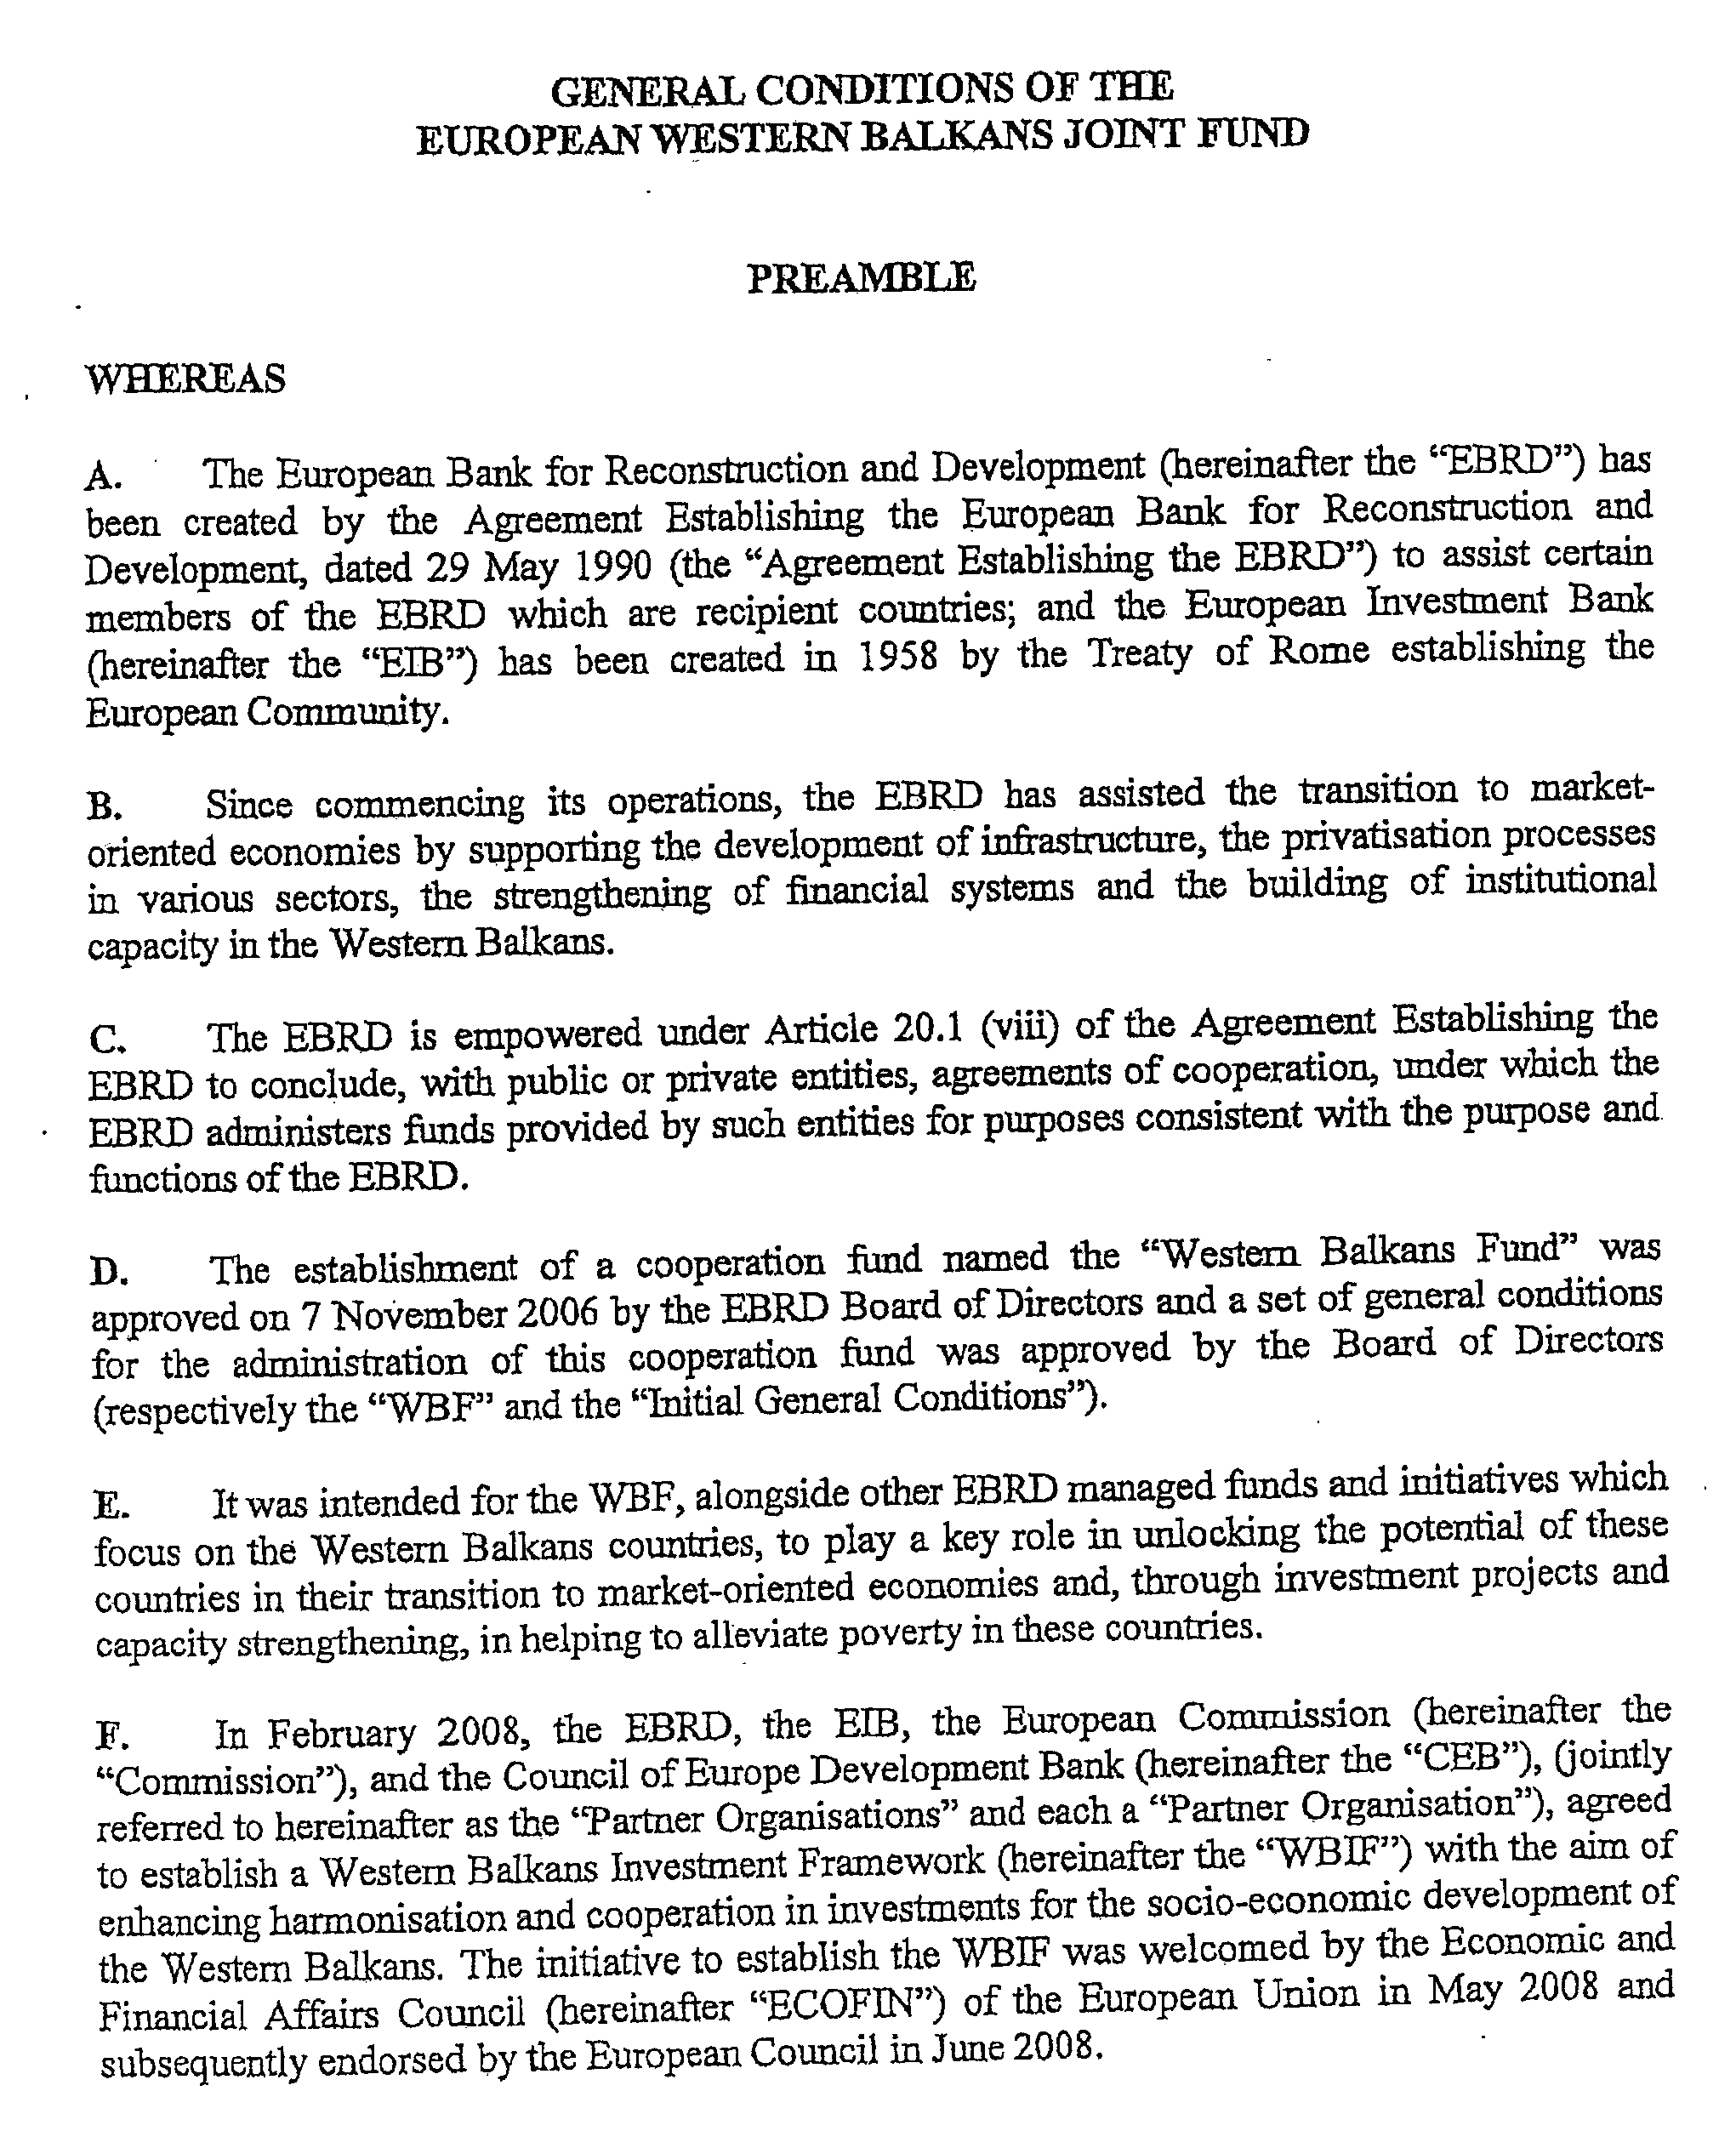 GENERAL CONDITIONS OF THE
EUROPEAN WESTERN BALKANS JOINT FUND
PREAMBLE
WHEREAS
A. The European Bank for Reconstruction and Development (hereinafter the “EBRD”) has
been created by the Agreement Establishing the European Bank for Reconstruction and
Development, dated 29 May 1990 (the “Agreement Establishing the EBRD”) to assist certain
members of the EBRD which are recipient countries; and the European Investment Bank
(hereinafter the “EIB”) has been created in 1958 by the Treaty of Rome establishing the
European Community.
B. Since commencing its operations, the EBRD has assisted the transition to market-
oriented economies by supporting the development of infrastructure, the privatisation processes
in various sectors, the strengthening of financial systems and the building of institutional
capacity in the Western Balkans.
C. The EBRD is empowered under Article 20.1 (viii) of the Agreement Establishing the
EBRD to conclude, with public or private entities, agreements of cooperation, under which the
EBRD administers funds provided by such entities for purposes consistent with the purpose and
functions of the EBRD.
D. The establishment of a cooperation fund named the “Western Balkans Fund” was
approved on 7 November 2006 by the EBRD Board of Directors and a set of general conditions
for the administration of this cooperation fund was approved by the Board of Directors
(respectively the “WBF” and the “Initial General Conditions”).
E. It was intended for the WBF, alongside other EBRD managed funds and initiatives which
focus on the Western Balkans countries, to play a key role in unlocking the potential of these
countries in their transition to market-oriented economies and, through investment projects and
capacity strengthening, in helping to alleviate poverty in these countries.
F. In February 2008, the EBRD, the EIB, the European Commission (hereinafter the
“Commission”), and the Council of Europe Development Bank (hereinafter the “CEB”), (jointly
referred to hereinafter as the “Partner Organisations” and each a “Partner Organisation”), agreed
to establish a Western Balkans Investment Framework (hereinafter the “WBIF”) with the aim of
enhancing harmonisation and cooperation in investments for the socio-economic development of
the Western Balkans. The initiative to establish the WBIF was welcomed by the Economic and
Financial Affairs Council (hereinafter “ECOFIN”) of the European Union in May 2008 and
subsequently endorsed by the European Council in June 2008.